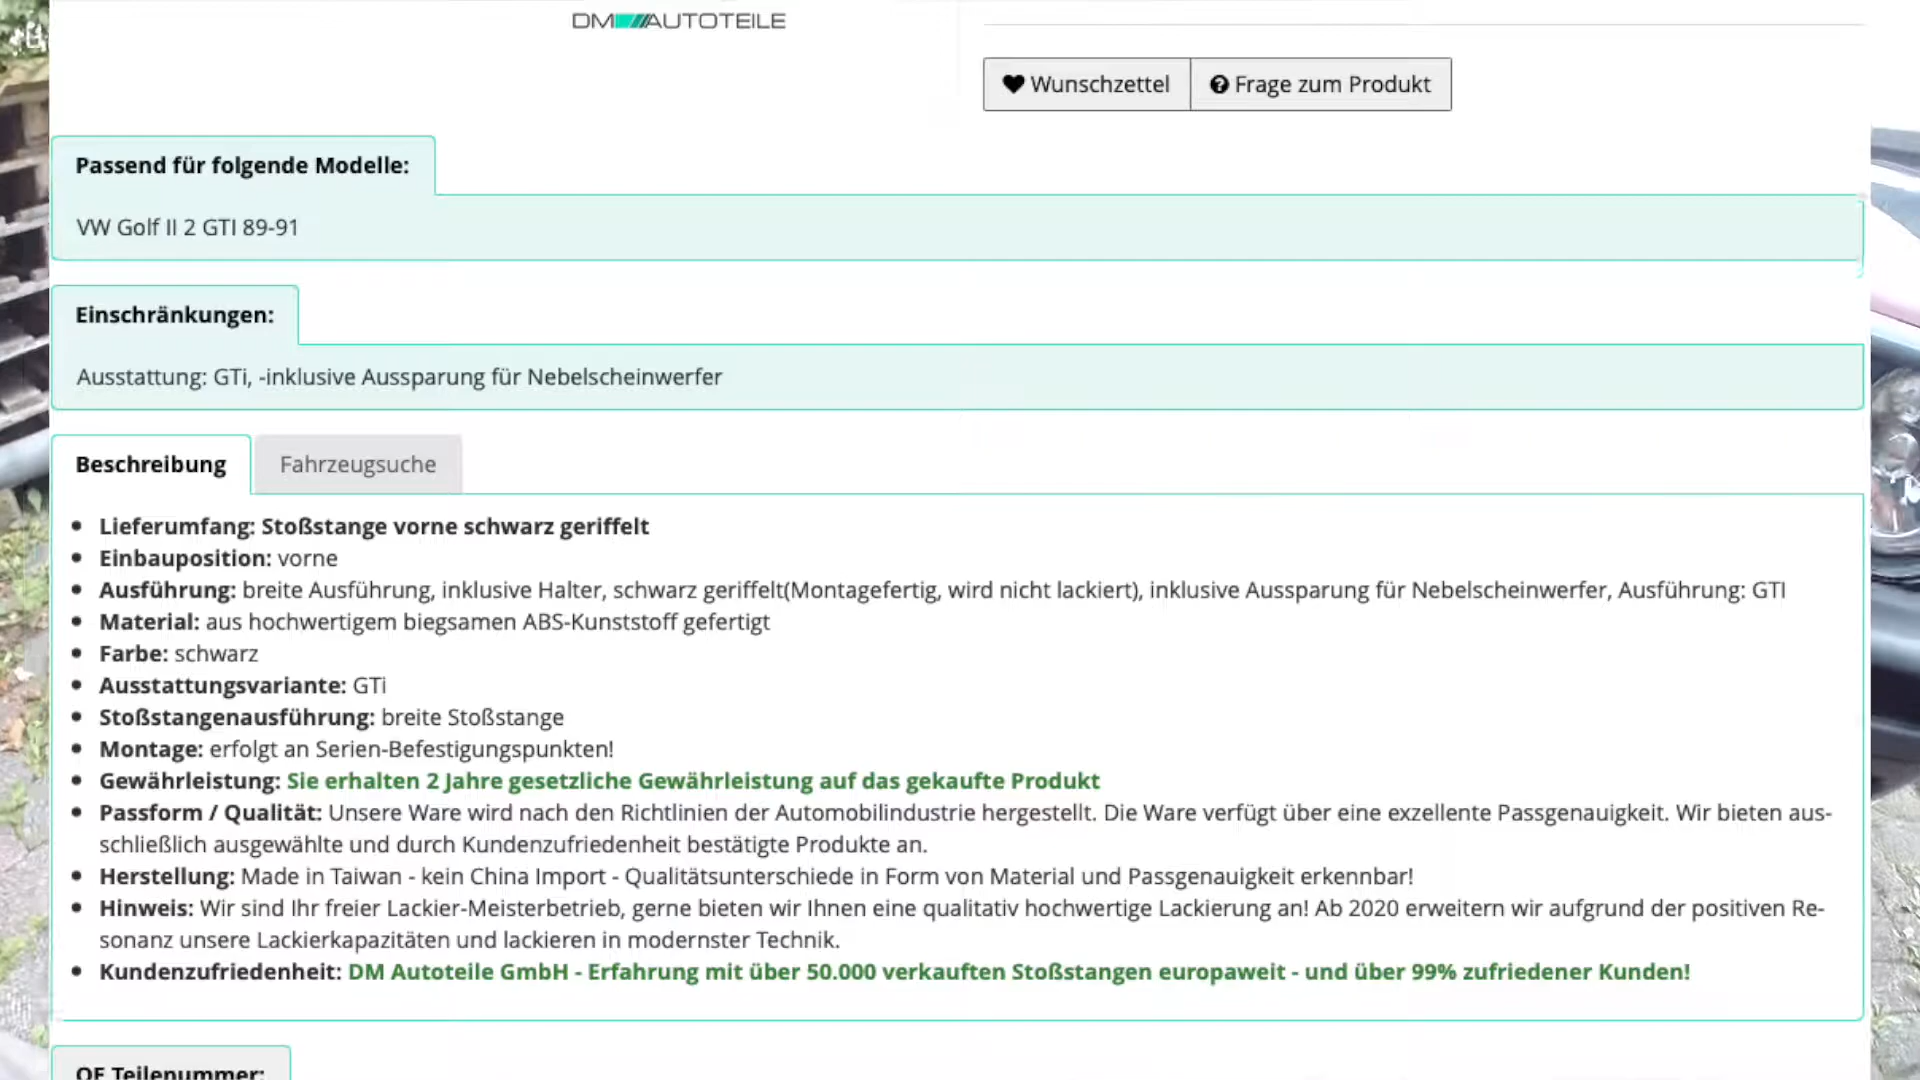 DM AUTOTEILE
Wunschzettel
Frage zum Produkt
Passend für folgende Modelle:
VW Golf II 2 GTI 89-91
Einschränkungen:
Ausstattung: GTi, -inklusive Aussparung für Nebelscheinwerfer
Beschreibung
Fahrzeugsuche
Lieferumfang: Stoßstange vorne schwarz geriffelt
Einbauposition: vorne
Ausführung: breite Ausführung, inklusive Halter, schwarz geriffelt(Montagefertig, wird nicht lackiert), inklusive Aussparung für Nebelscheinwerfer, Ausführung: GTI
Material: aus hochwertigem biegsamen ABS-Kunststoff gefertigt
Farbe: schwarz
Ausstattungsvariante: GTi
Stoßstangenausführung: breite Stoßstange
Montage: erfolgt an Serien-Befestigungspunkten!
Gewährleistung: Sie erhalten 2 Jahre gesetzliche Gewährleistung auf das gekaufte Produkt
Passform / Qualität: Unsere Ware wird nach den Richtlinien der Automobilindustrie hergestellt. Die Ware verfügt über eine exzellente Passgenauigkeit. Wir bieten aus-
schließlich ausgewählte und durch Kundenzufriedenheit bestätigte Produkte an.
Herstellung: Made in Taiwan - kein China Import - Qualitätsunterschiede in Form von Material und Passgenauigkeit erkennbar!
Hinweis: Wir sind Ihr freier Lackier-Meisterbetrieb, gerne bieten wir Ihnen eine qualitativ hochwertige Lackierung an! Ab 2020 erweitern wir aufgrund der positiven Re-
sonanz unsere Lackierkapazitäten und lackieren in modernster Technik.
Kundenzufriedenheit: DM Autoteile GmbH - Erfahrung mit über 50.000 verkauften Stoßstangen europaweit - und über 99% zufriedener Kunden!
OE Teilenummer: